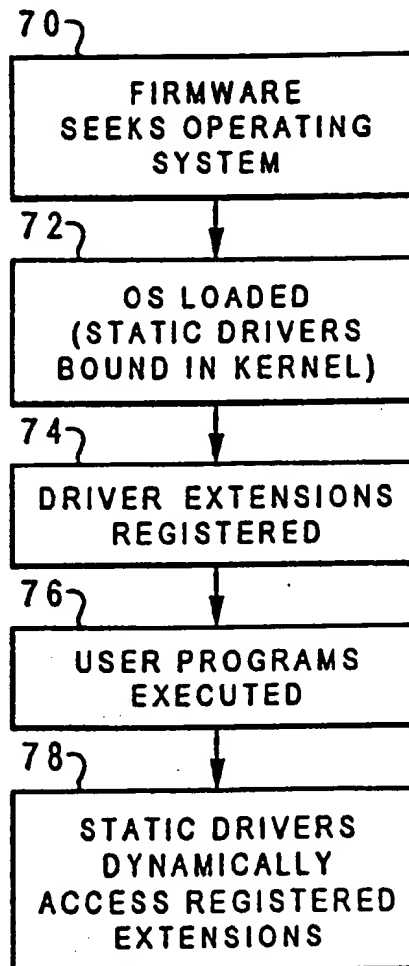 70
FIRMWARE
SEEKS OPERATING
SYSTEM
72
OS LOADED
(STATIC DRIVERS
BOUND IN KERNEL)
74
DRIVER EXTENSIONS
REGISTERED
76
USER PROGRAMS
EXECUTED
78
STATIC DRIVERS
DYNAMICALLY
ACCESS REGISTERED
EXTENSIONS